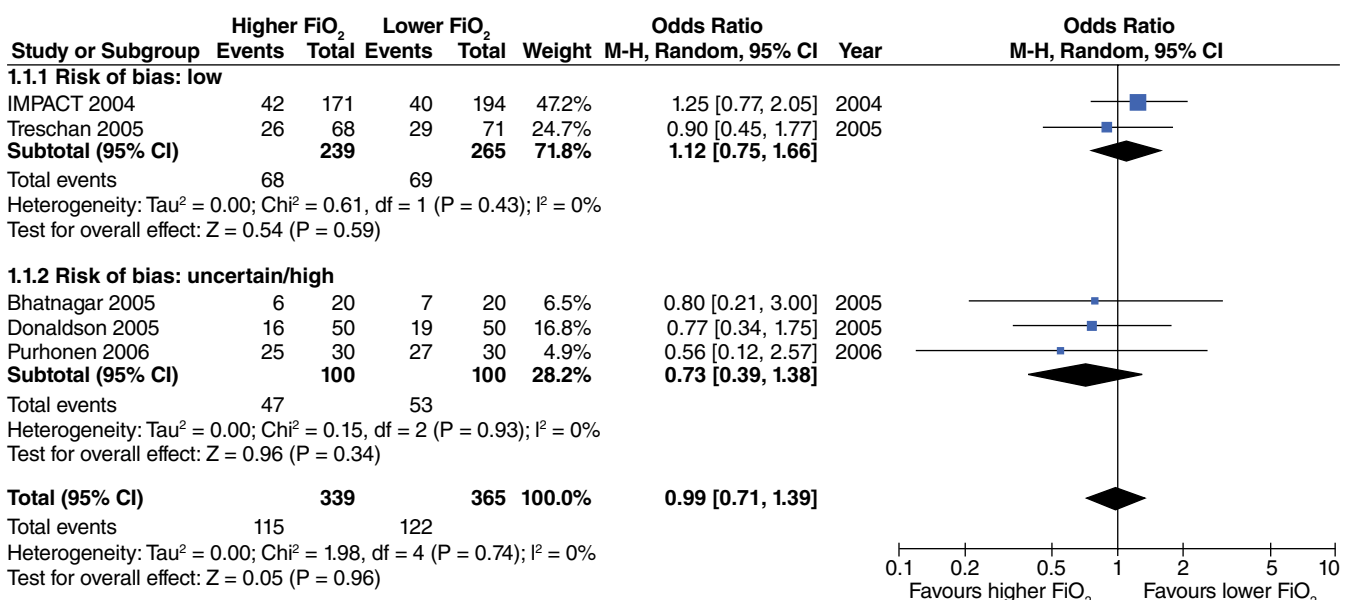 Higher FiO₂ Lower FiO₂ Odds Ratio Odds Ratio
Study or Subgroup Events Total Events Total Weight M-H, Random, 95% CI Year M-H, Random, 95% CI
1.1.1 Risk of bias: low
IMPACT 2004 42 171 40 194 47.2% 1.25 [0.77, 2.05] 2004
Treschan 2005 26 68 29 71 24.7% 0.90 [0.45, 1.77] 2005
Subtotal (95% CI) 239 265 71.8% 1.12 [0.75, 1.66]
Total events 68 69
Heterogeneity: Tau² = 0.00; Chi² = 0.61, df = 1 (P = 0.43); I² = 0%
Test for overall effect: Z = 0.54 (P = 0.59)
1.1.2 Risk of bias: uncertain/high
Bhatnagar 2005 6 20 7 20 6.5% 0.80 [0.21, 3.00] 2005
Donaldson 2005 16 50 19 50 16.8% 0.77 [0.34, 1.75] 2005
Purhonen 2006 25 30 27 30 4.9% 0.56 [0.12, 2.57] 2006
Subtotal (95% CI) 100 100 28.2% 0.73 [0.39, 1.38]
Total events 47 53
Heterogeneity: Tau² = 0.00; Chi² = 0.15, df = 2 (P = 0.93); I² = 0%
Test for overall effect: Z = 0.96 (P = 0.34)
Total (95% CI) 339 365 100.0% 0.99 [0.71, 1.39]
Total events 115 122
Heterogeneity: Tau² = 0.00; Chi² = 1.98, df = 4 (P = 0.74); I² = 0%
Test for overall effect: Z = 0.05 (P = 0.96)
0.1 0.2 0.5 1 2 5 10
Favours higher FiO₂ Favours lower FiO₂